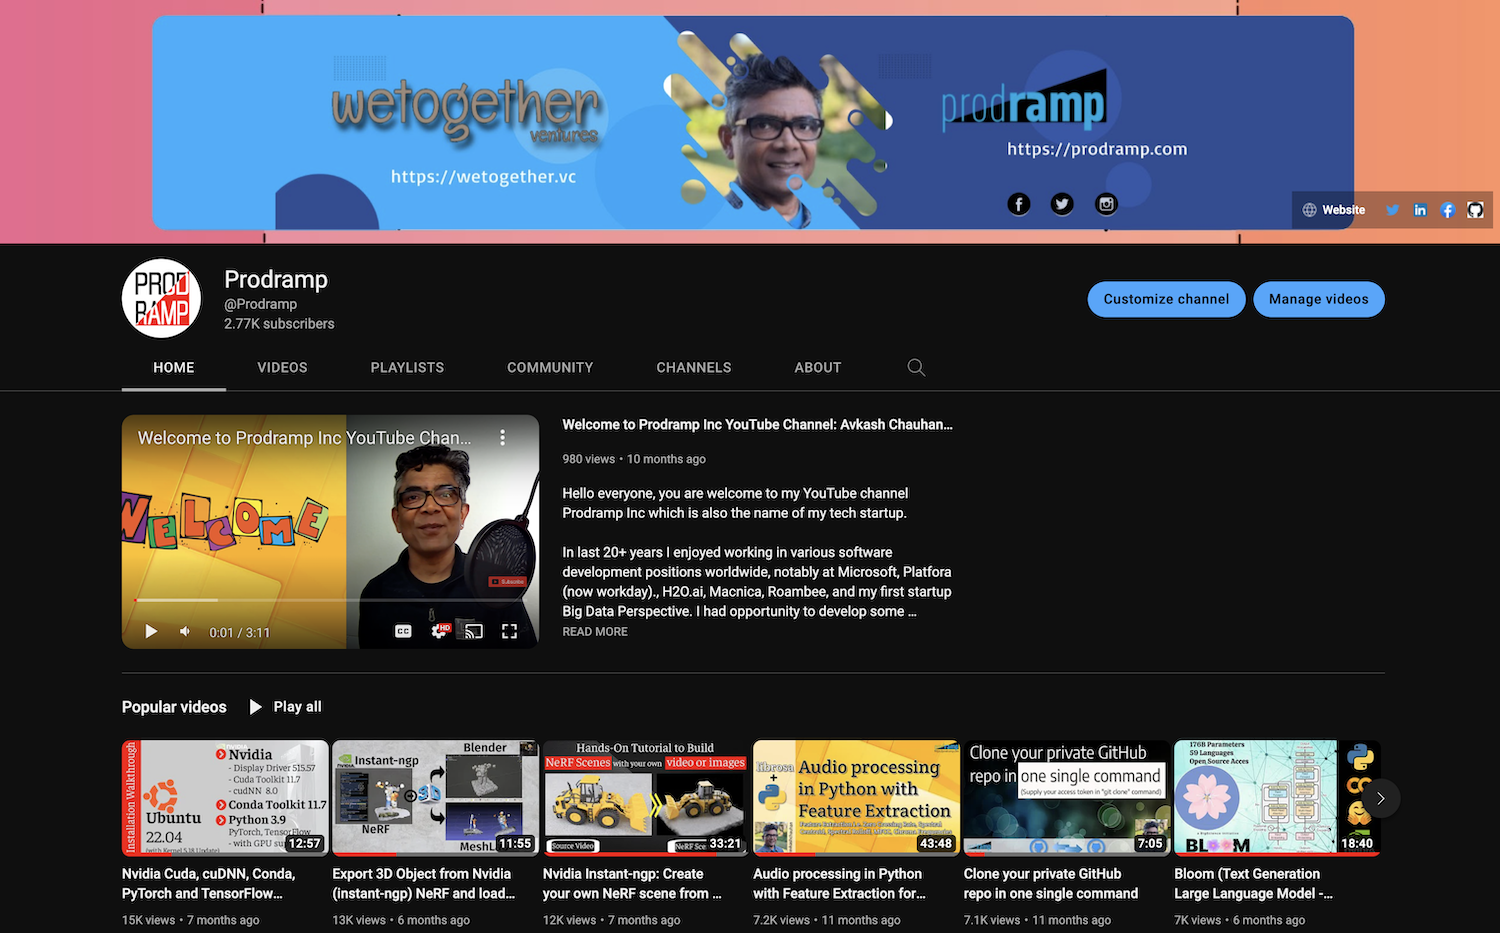 wetogether
ventures
https://wetogether.vc
prodramp
https://prodramp.com
Website
PROD
RAMP
Prodramp
@Prodramp
2.77K subscribers
Customize channel
Manage videos
HOME
VIDEOS
PLAYLISTS
COMMUNITY
CHANNELS
ABOUT
Welcome to Prodramp Inc YouTube Chan...
WELCOME
Subscribe
0:01 / 3:11
CC
HD
Welcome to Prodramp Inc YouTube Channel: Avkash Chauhan...
980 views • 10 months ago
Hello everyone, you are welcome to my YouTube channel
Prodramp Inc which is also the name of my tech startup.
In last 20+ years I enjoyed working in various software
development positions worldwide, notably at Microsoft, Platfora
(now workday)., H2O.ai, Macnica, Roambee, and my first startup
Big Data Perspective. I had opportunity to develop some ...
READ MORE
Popular videos
Play all
Installation Walkthrough
Ubuntu
22.04
(with Kernel 5.18 Update)
Nvidia
- Display Driver 515.57
- Cuda Toolkit 11.7
- cudNN 8.0
Conda Toolkit 11.7
Python 3.9
PyTorch, TensorFlow
- with GPU su
12:57
Nvidia Cuda, cuDNN, Conda,
PyTorch and TensorFlow...
15K views • 7 months ago
Blender
Instant-ngp
3D
NeRF
MeshL
11:55
Export 3D Object from Nvidia
(instant-ngp) NeRF and load...
13K views • 6 months ago
Hands-On Tutorial to Build
NeRF Scenes with your own video or images
Source Video
NeRF Sce
33:21
Nvidia Instant-ngp: Create
your own NeRF scene from ...
12K views • 7 months ago
librosa
+
Audio processing
in Python with
Feature Extraction
43:48
Audio processing in Python
with Feature Extraction for...
7.2K views • 11 months ago
Clone your private GitHub
repo in one single command
(Supply your access token in "git clone" command)
7:05
Clone your private GitHub
repo in one single command
7.1K views • 11 months ago
176B Parameters
59 Languages
Open Source Acces
BLOOM
18:40
Bloom (Text Generation
Large Language Model -...
7K views • 6 months ago